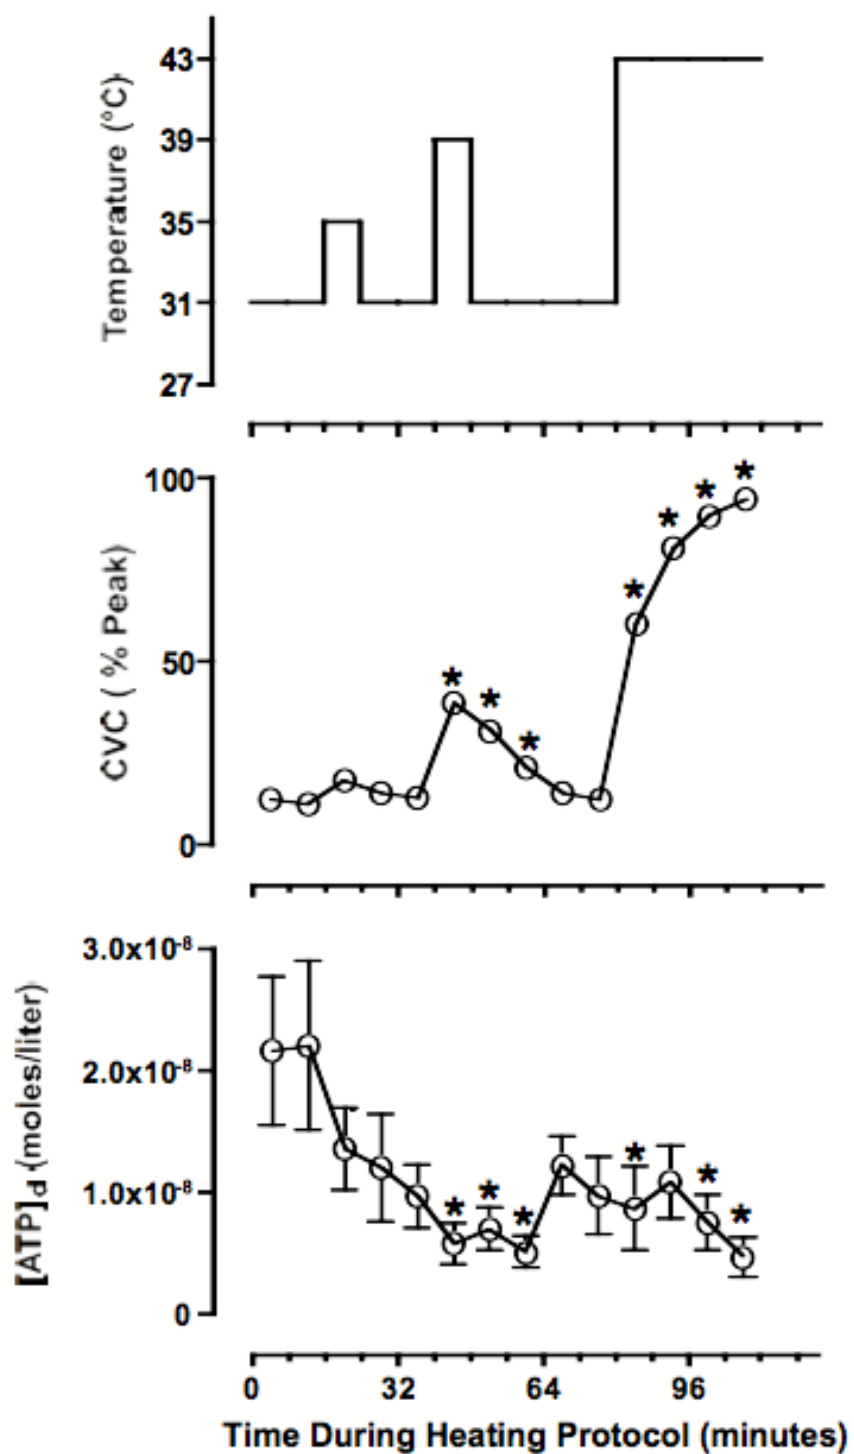 Temperature (°C)
43
39
35
31
27
CVC ( % Peak)
100
50
0
* * * * * * *
[ATP]d (moles/liter)
3.0x10-8
2.0x10-8
1.0x10-8
0
* * * * * *
0 32 64 96
Time During Heating Protocol (minutes)